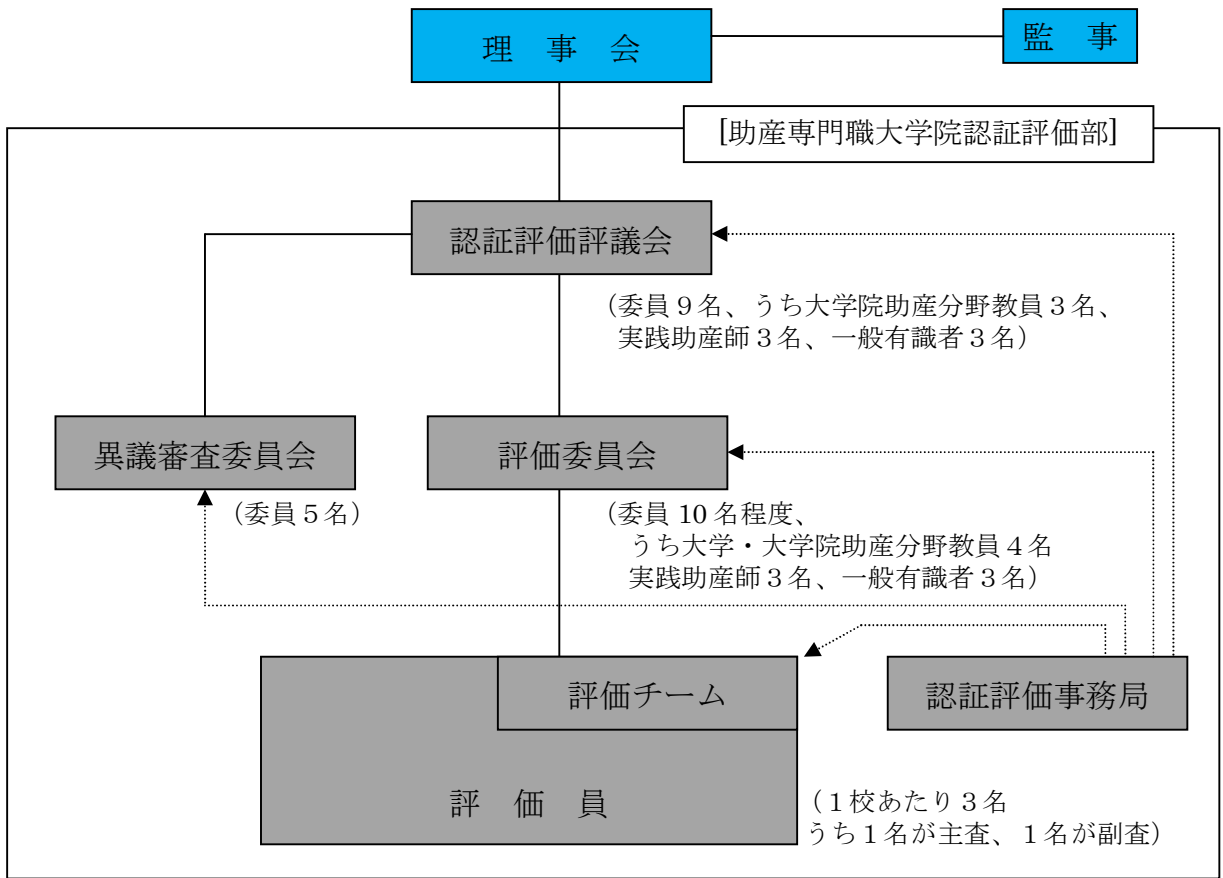 理　事　会
監　事
[助産専門職大学院認証評価部]
認証評価評議会
（委員９名、うち大学院助産分野教員３名、
実践助産師３名、一般有識者３名）
異議審査委員会
（委員５名）
評価委員会
（委員 10 名程度、
うち大学・大学院助産分野教員４名
実践助産師３名、一般有識者３名）
評価チーム
認証評価事務局
評　価　員
（１校あたり３名
うち１名が主査、１名が副査）